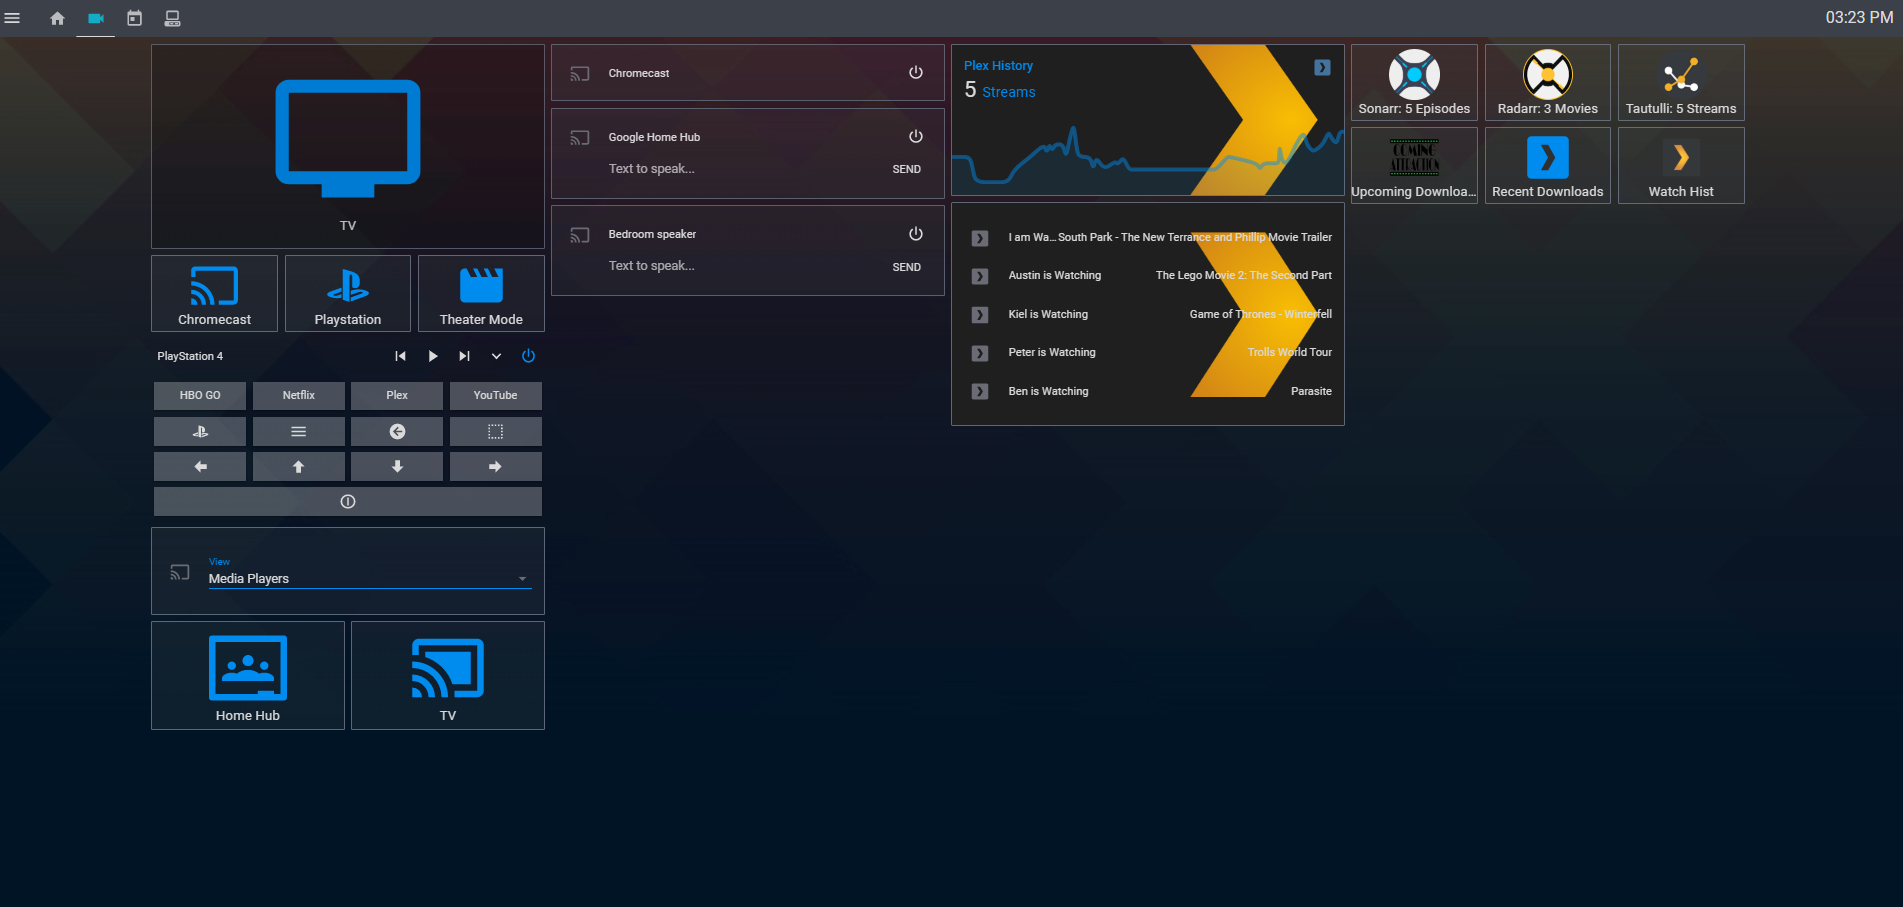 03:23 PM
TV
Chromecast
Playstation
Theater Mode
PlayStation 4
HBO GO
Netflix
Plex
YouTube
View
Media Players
Home Hub
TV
Chromecast
Google Home Hub
Text to speak...
SEND
Bedroom speaker
Text to speak...
SEND
Plex History
5 Streams
I am Wa... South Park - The New Terrance and Phillip Movie Trailer
Austin is Watching The Lego Movie 2: The Second Part
Kiel is Watching Game of Thrones - Winterfell
Peter is Watching Trolls World Tour
Ben is Watching Parasite
Sonarr: 5 Episodes
Radarr: 3 Movies
Tautulli: 5 Streams
COMING
ATTRACTION
Upcoming Downloa...
Recent Downloads
Watch Hist